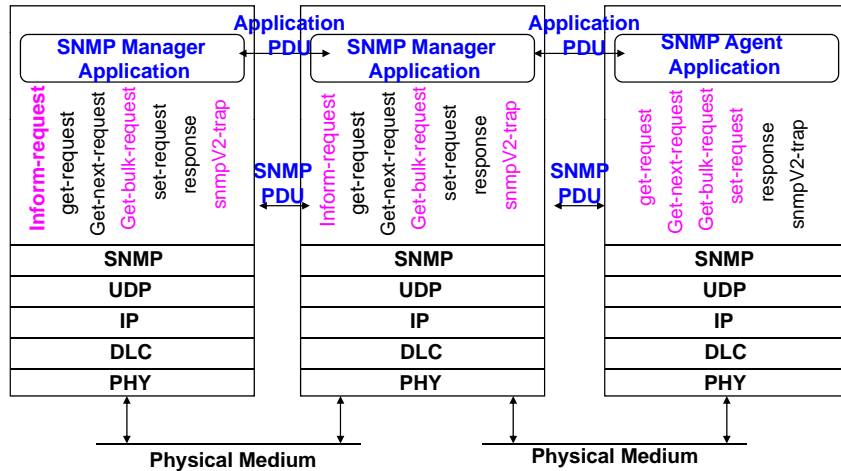 Application
PDU
Application
PDU
SNMP Manager
Application
SNMP Manager
Application
SNMP Agent
Application
Inform-request
get-request
Get-next-request
Get-bulk-request
set-request
response
snmpV2-trap
SNMP
PDU
Inform-request
get-request
Get-next-request
Get-bulk-request
set-request
response
snmpV2-trap
SNMP
PDU
get-request
Get-next-request
Get-bulk-request
set-request
response
snmpV2-trap
SNMP
SNMP
SNMP
UDP
UDP
UDP
IP
IP
IP
DLC
DLC
DLC
PHY
PHY
PHY
Physical Medium
Physical Medium